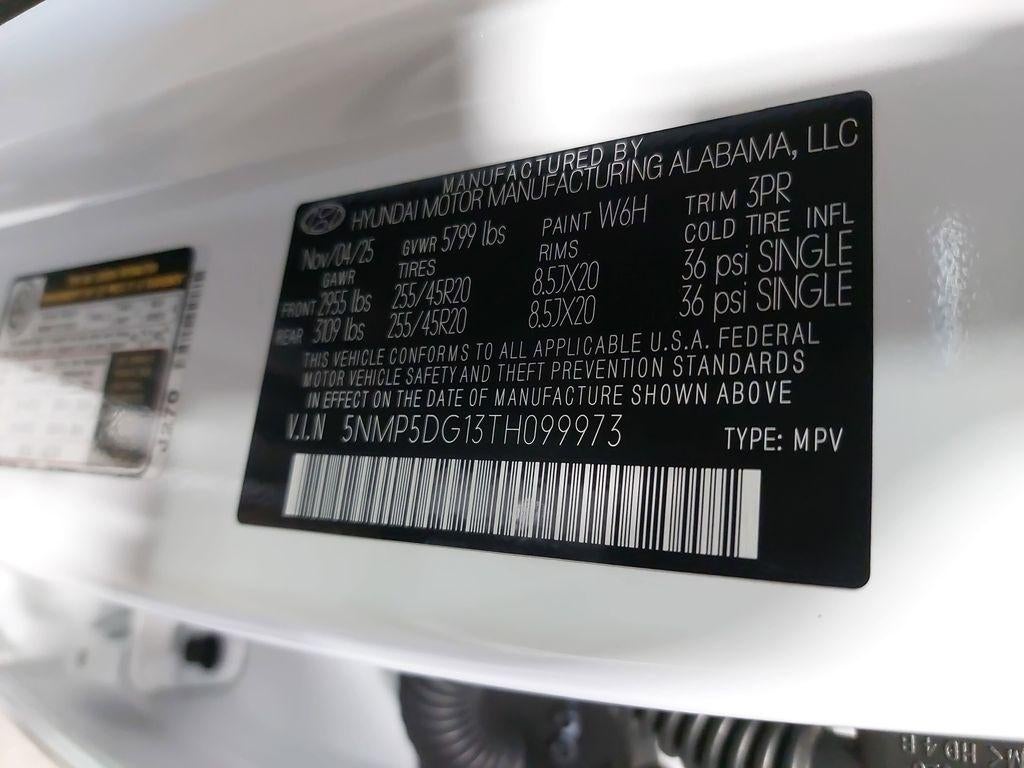 MANUFACTURED BY
HYUNDAI MOTOR MANUFACTURING ALABAMA, LLC
Nov/04/25 GVWR 5799 lbs PAINT W6H TRIM 3PR
GAWR TIRES RIMS COLD TIRE INFL
FRONT 2955 lbs 255/45R20 8.5JX20 36 psi SINGLE
REAR 3109 lbs 255/45R20 8.5JX20 36 psi SINGLE
THIS VEHICLE CONFORMS TO ALL APPLICABLE U.S.A. FEDERAL
MOTOR VEHICLE SAFETY AND THEFT PREVENTION STANDARDS
IN EFFECT ON THE DATE OF MANUFACTURE SHOWN ABOVE
V.I.N 5NMP5DG13TH099973 TYPE: MPV
J270
HD4B